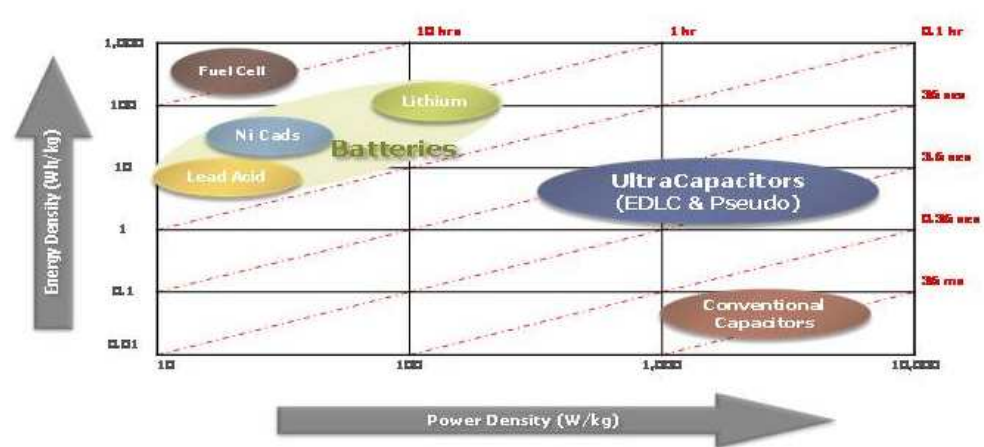 10 hrs
1 hr
0.1 hr
1,000
Fuel Cell
36 sec
100
Lithium
Ni Cads
Batteries
3.6 sec
10
Lead Acid
UltraCapacitors
(EDLC & Pseudo)
0.36 sec
1
36 ms
0.1
Conventional
Capacitors
0.01
10
100
1,000
10,000
Energy Density (Wh/kg)
Power Density (W/kg)